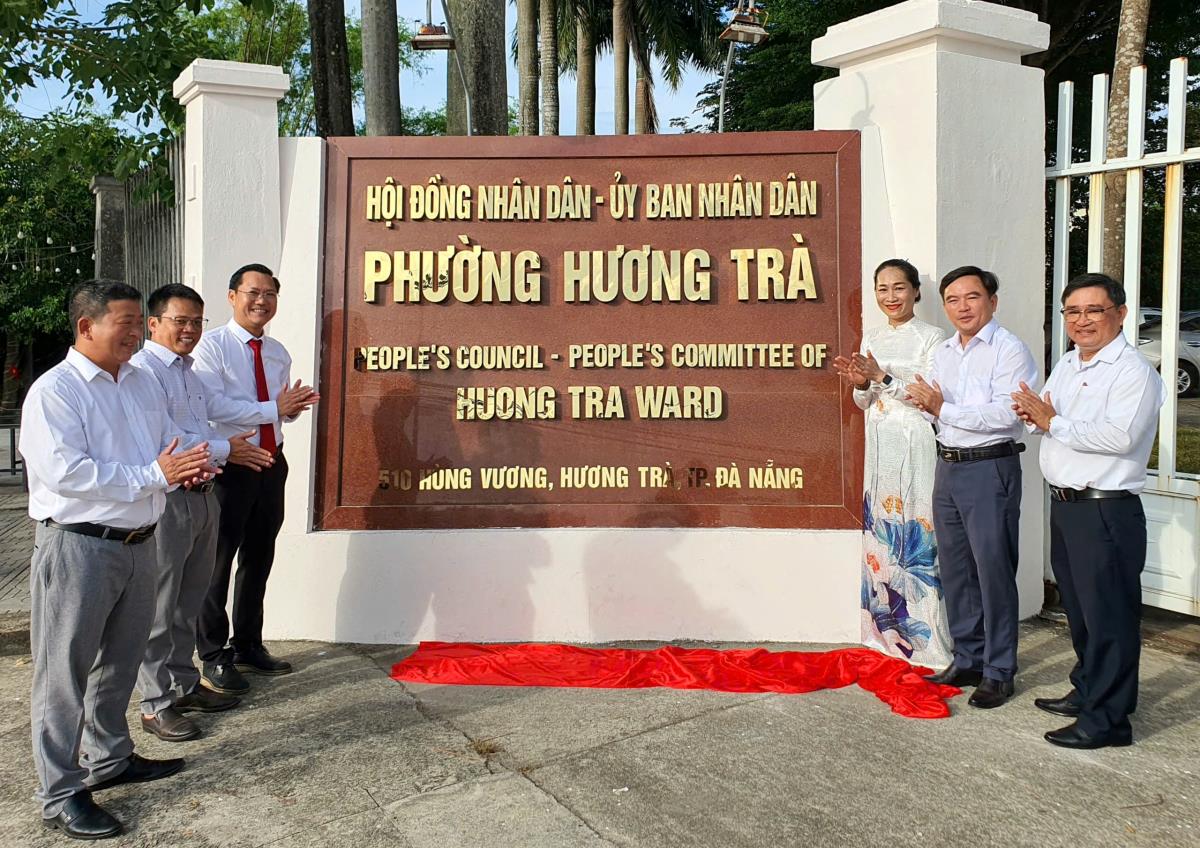 HỘI ĐỒNG NHÂN DÂN - ỦY BAN NHÂN DÂN
PHƯỜNG HƯƠNG TRÀ
PEOPLE'S COUNCIL - PEOPLE'S COMMITTEE OF
HUONG TRA WARD
510 HÙNG VƯƠNG, HƯƠNG TRÀ, TP. ĐÀ NẴNG